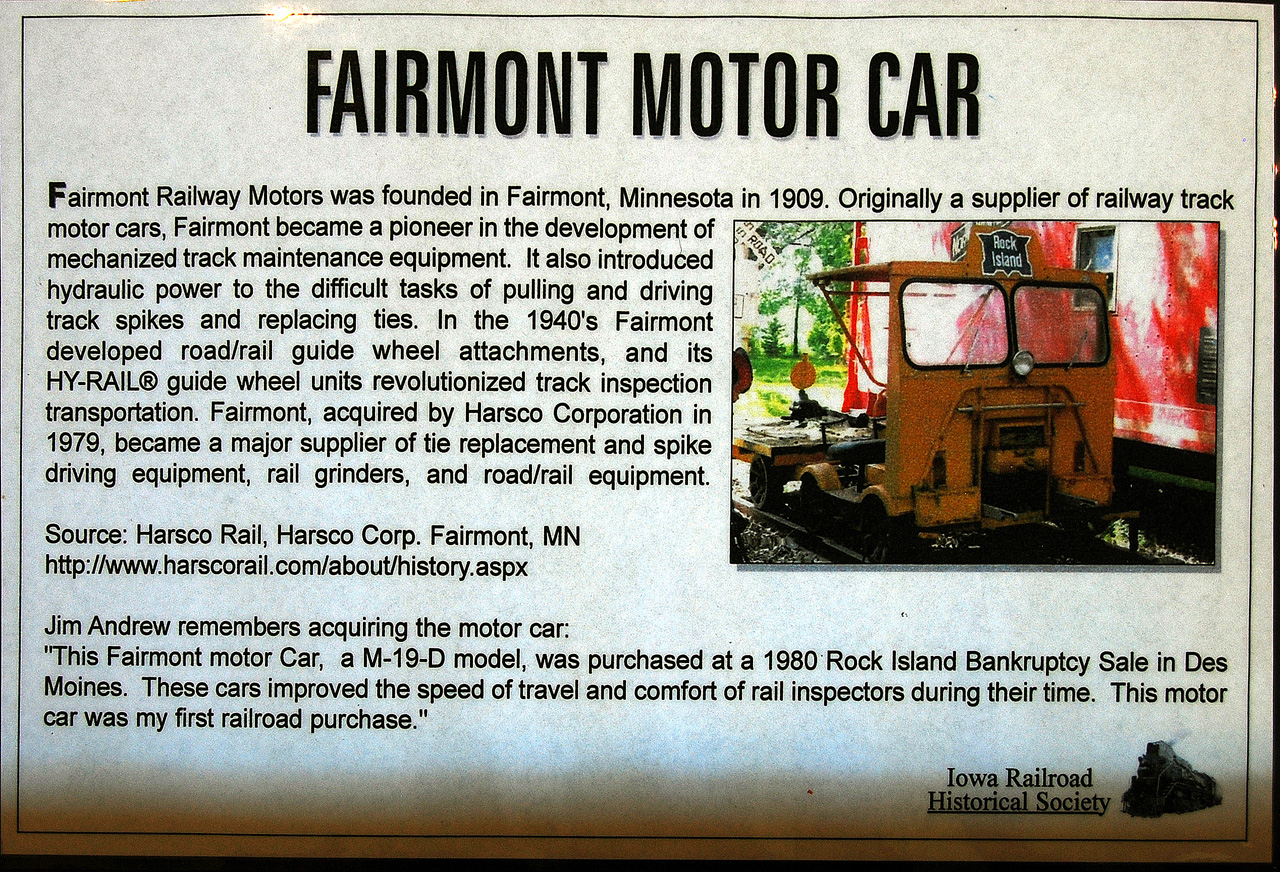 FAIRMONT MOTOR CAR
Fairmont Railway Motors was founded in Fairmont, Minnesota in 1909. Originally a supplier of railway track
motor cars, Fairmont became a pioneer in the development of
mechanized track maintenance equipment. It also introduced
hydraulic power to the difficult tasks of pulling and driving
track spikes and replacing ties. In the 1940's Fairmont
developed road/rail guide wheel attachments, and its
HY-RAIL® guide wheel units revolutionized track inspection
transportation. Fairmont, acquired by Harsco Corporation in
1979, became a major supplier of tie replacement and spike
driving equipment, rail grinders, and road/rail equipment.
Rock
Island
Source: Harsco Rail, Harsco Corp. Fairmont, MN
http://www.harscorail.com/about/history.aspx
Jim Andrew remembers acquiring the motor car:
"This Fairmont motor Car, a M-19-D model, was purchased at a 1980 Rock Island Bankruptcy Sale in Des
Moines. These cars improved the speed of travel and comfort of rail inspectors during their time. This motor
car was my first railroad purchase."
Iowa Railroad
Historical Society